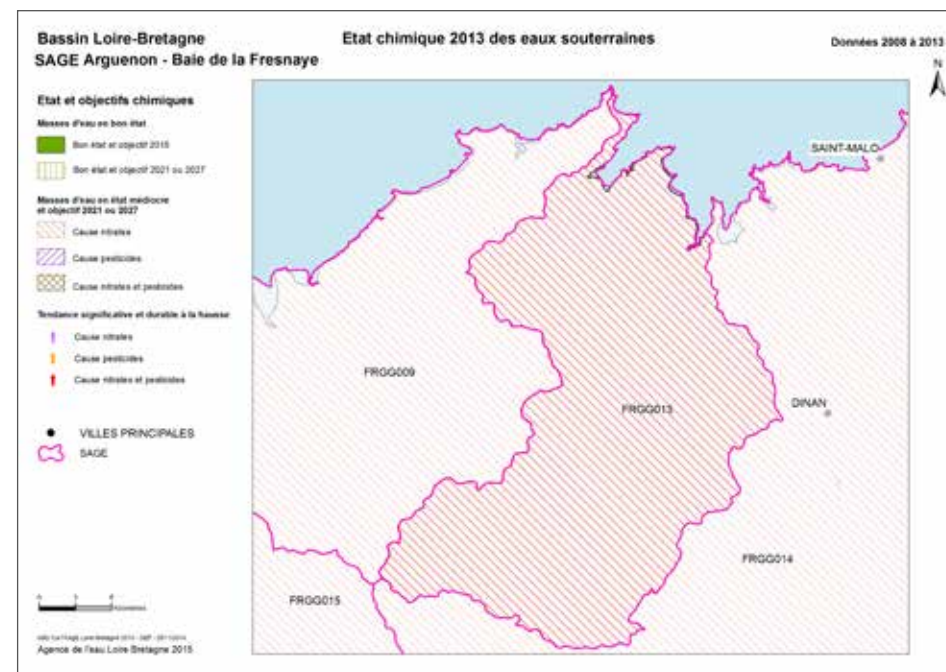 Bassin Loire-Bretagne
SAGE Arguenon - Baie de la Fresnaye
Etat chimique 2013 des eaux souterraines
Données 2008 à 2013
N
Etat et objectifs chimiques
Masses d'eau en bon état
Bon état et objectif 2015
Bon état et objectif 2021 ou 2027
Masses d'eau en état médiocre
et objectif 2021 ou 2027
Cause nitrates
Cause pesticides
Cause nitrates et pesticides
Tendance significative et durable à la hausse
Cause nitrates
Cause pesticides
Cause nitrates et pesticides
VILLES PRINCIPALES
SAGE
SAINT-MALO
FRGG009
FRGG013
DINAN
FRGG014
FRGG015
Agence de l'eau Loire Bretagne 2015